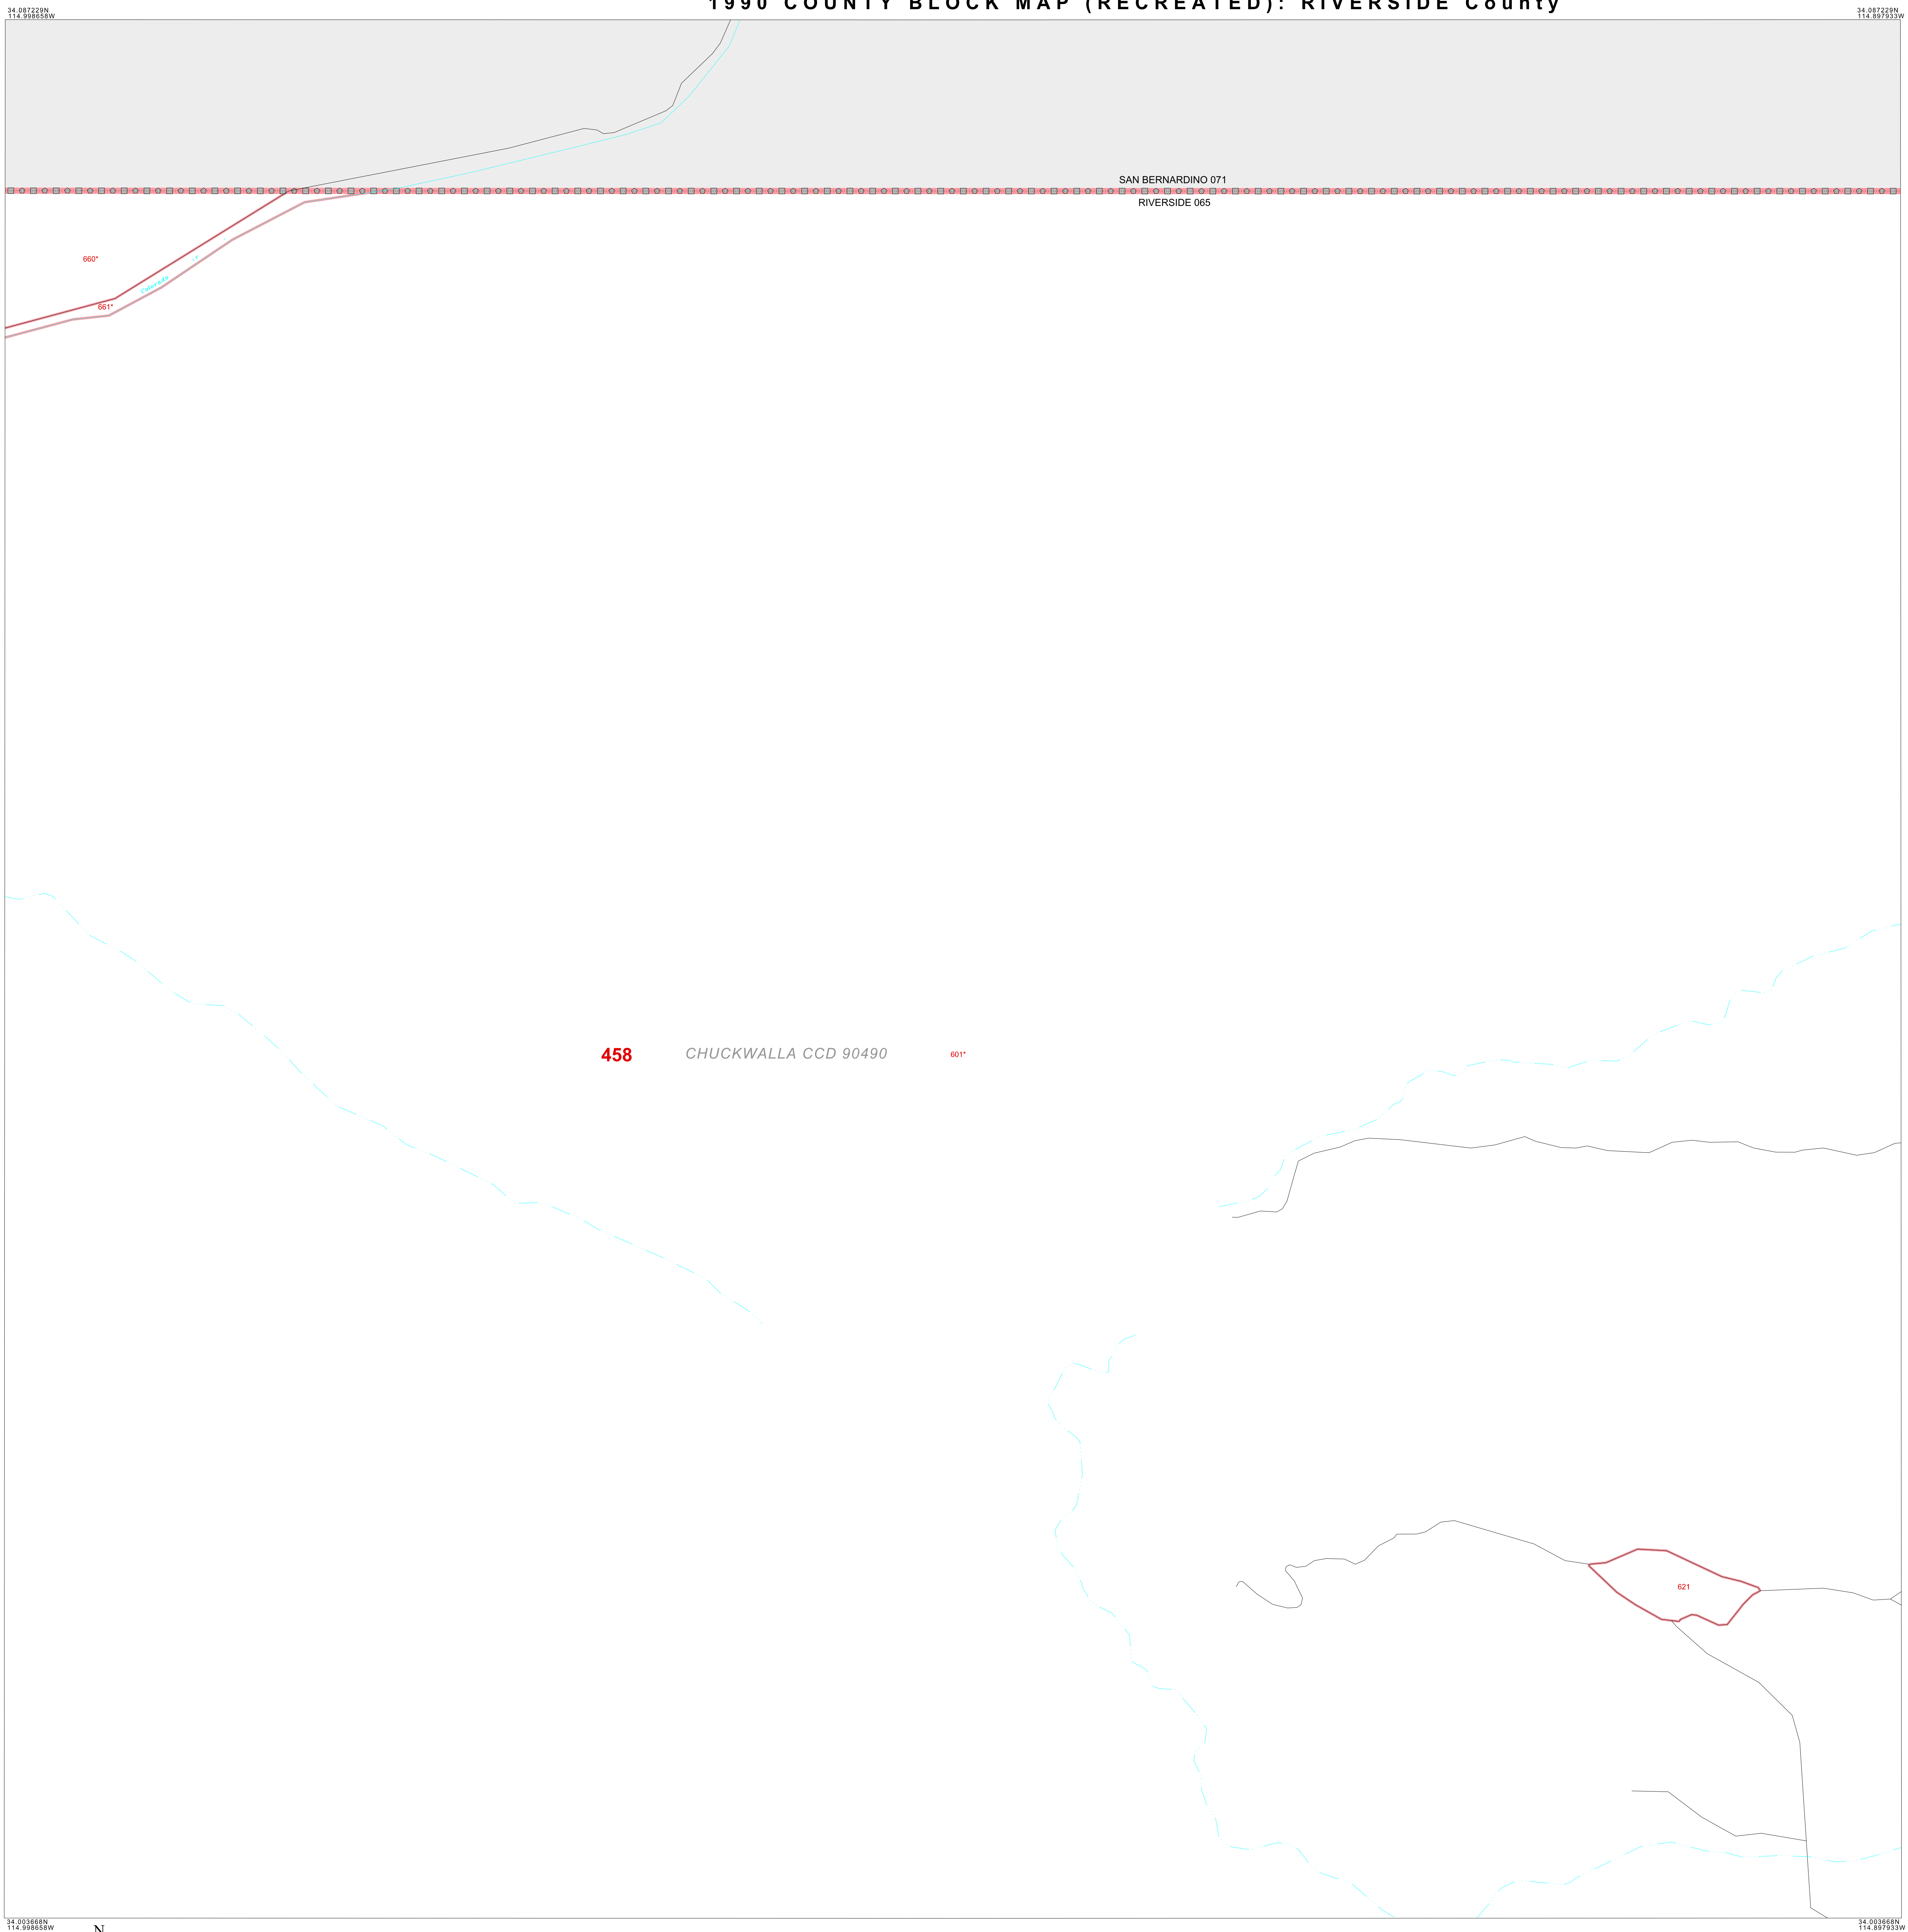 1990 COUNTY BLOCK MAP (RECREATED): RIVERSIDE County
34.087229N
114.998658W
34.087229N
114.897933W
SAN BERNARDINO 071
RIVERSIDE 065
660*
Colorado
661*
458 CHUCKWALLA CCD 90490 601*
621
34.003668N
114.998658W
N
34.003668N
114.897933W